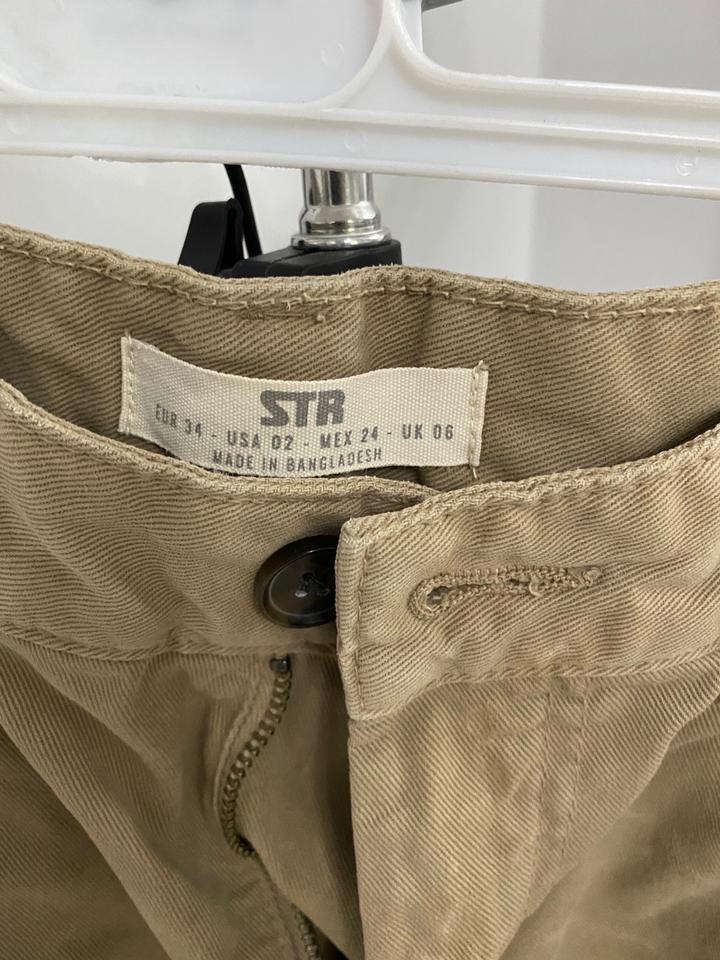 STR
EUR 34 - USA 02 - MEX 24 - UK 06
MADE IN BANGLADESH